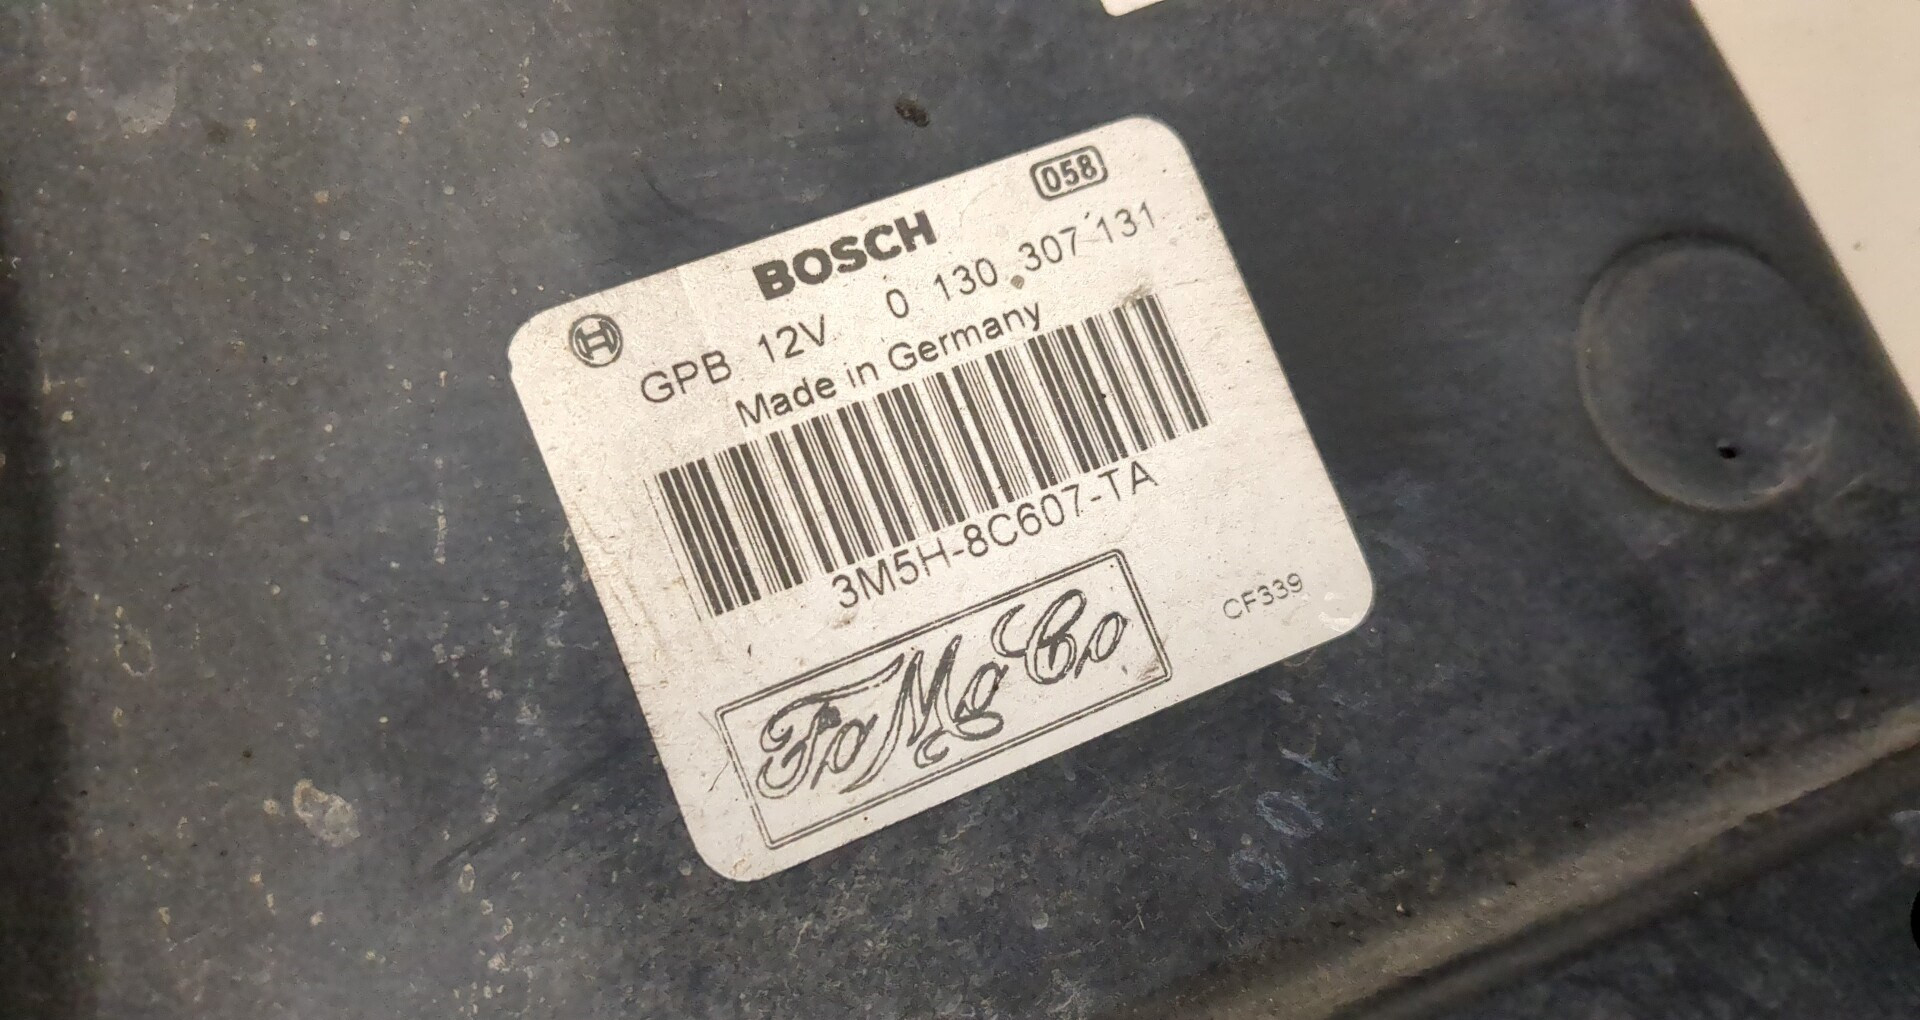 058
BOSCH
GPB 12V 0 130 307 131
Made in Germany
3M5H-8C607-TA
CF339
FoMoCo